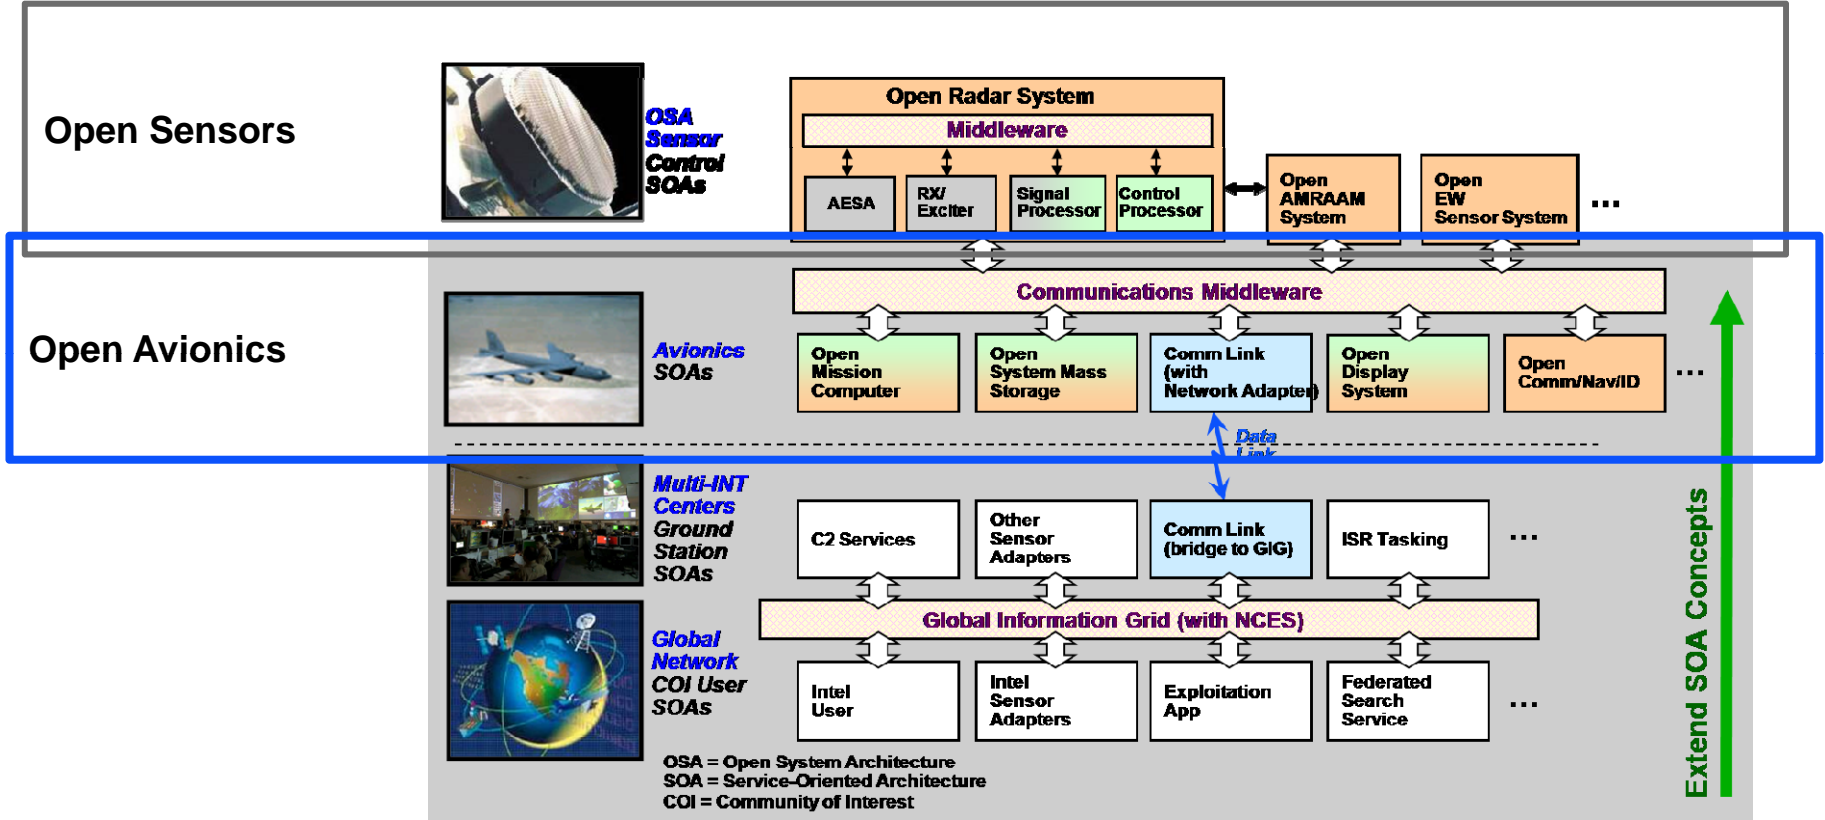 Open Sensors
OSA
Sensor
Control
SOAs
Open Radar System
Middleware
AESA
RX/
Exciter
Signal
Processor
Control
Processor
Open
AMRAAM
System
Open
EW
Sensor System
...
Open Avionics
Avionics
SOAs
Communications Middleware
Open
Mission
Computer
Open
System Mass
Storage
Comm Link
(with
Network Adapter)
Open
Display
System
Open
Comm/Nav/ID
...
Data
Link
Multi-INT
Centers
Ground
Station
SOAs
C2 Services
Other
Sensor
Adapters
Comm Link
(bridge to GIG)
ISR Tasking
...
Global Information Grid (with NCES)
Global
Network
COI User
SOAs
Intel
User
Intel
Sensor
Adapters
Exploitation
App
Federated
Search
Service
...
Extend SOA Concepts
OSA = Open System Architecture
SOA = Service-Oriented Architecture
COI = Community of Interest